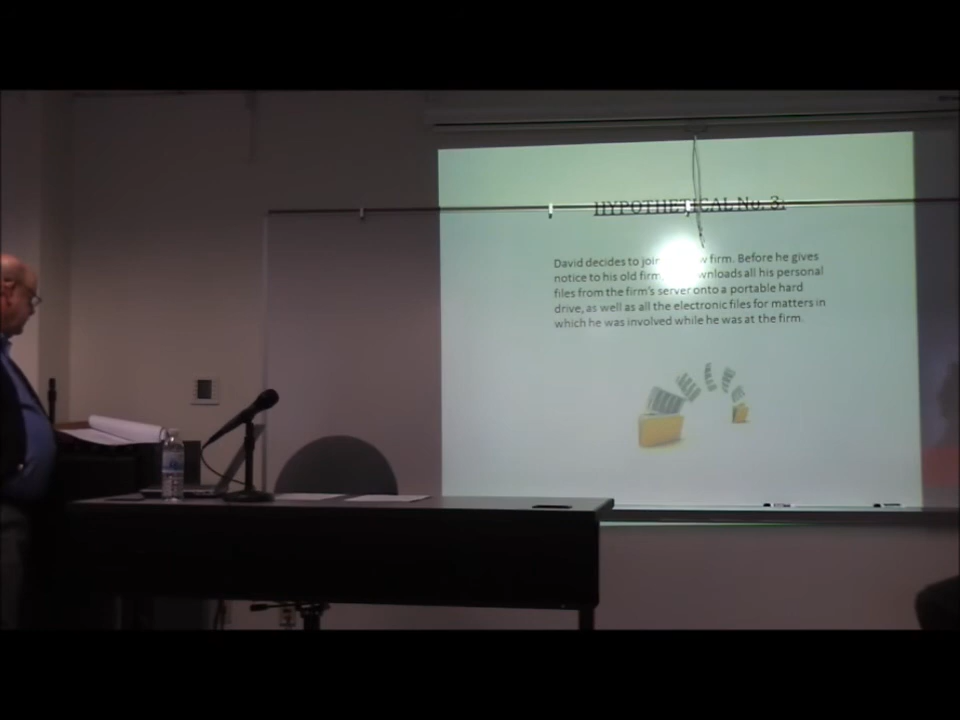 HYPOTHETICAL No. 3:
David decides to join firm. Before he gives
notice to his old firm all his personal
files from the firm's server onto a portable hard
drive, as well as all the electronic files for matters in
which he was involved while he was at the firm.